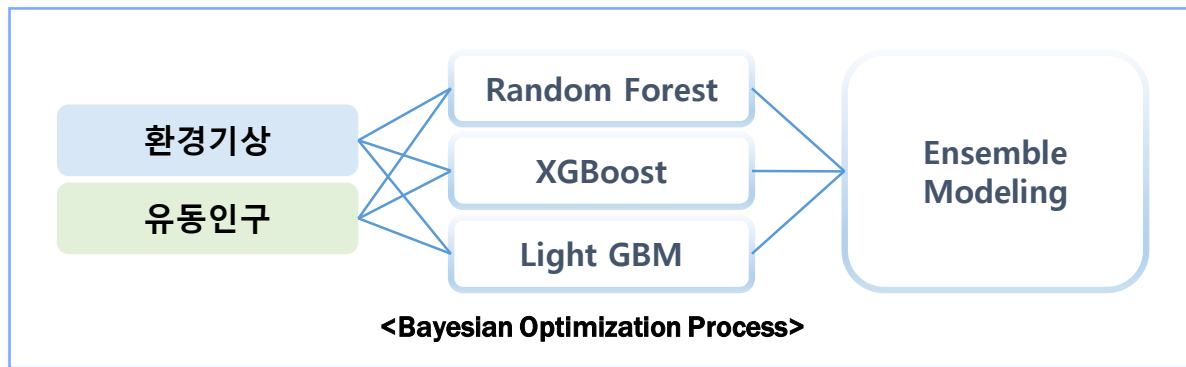 환경기상
유동인구
Random Forest
XGBoost
Light GBM
Ensemble
Modeling
<Bayesian Optimization Process>